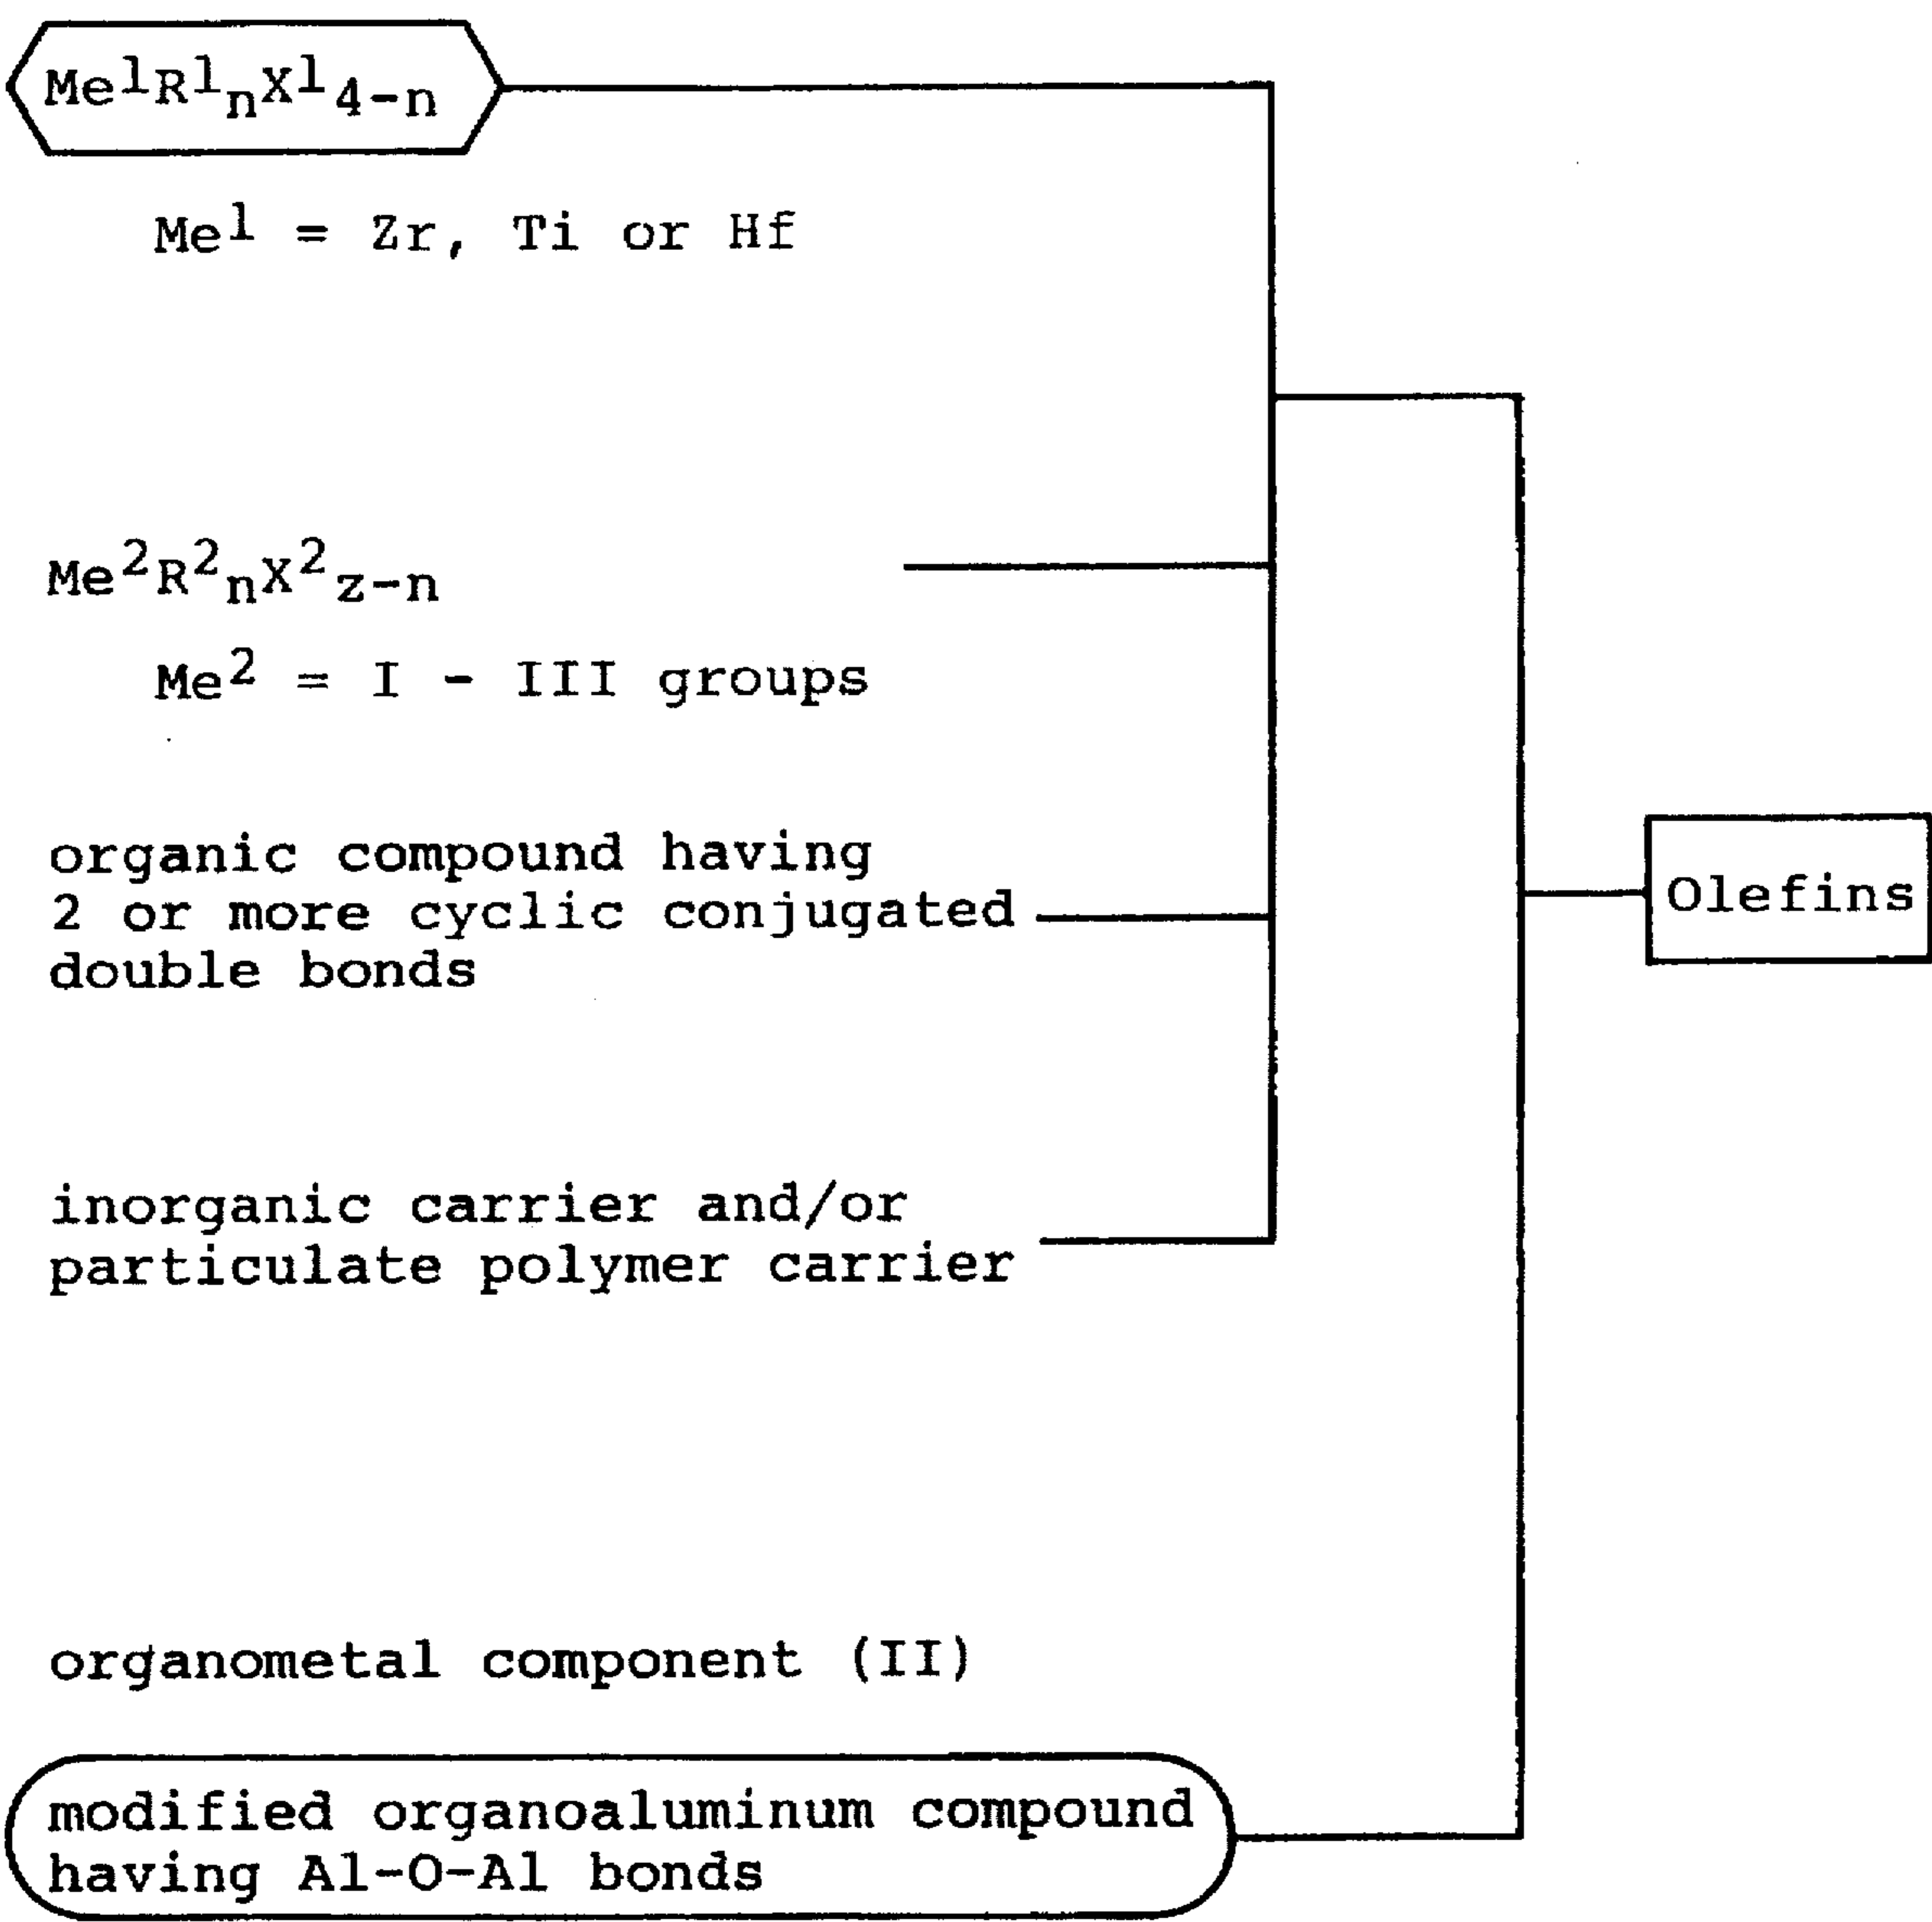 Me¹R¹ₙX¹₄₋ₙ
Me¹ = Zr, Ti or Hf
Me²R²ₙX²z₋ₙ
Me² = I - III groups
organic compound having
2 or more cyclic conjugated
double bonds
Olefins
inorganic carrier and/or
particulate polymer carrier
organometal component (II)
modified organoaluminum compound
having Al-O-Al bonds